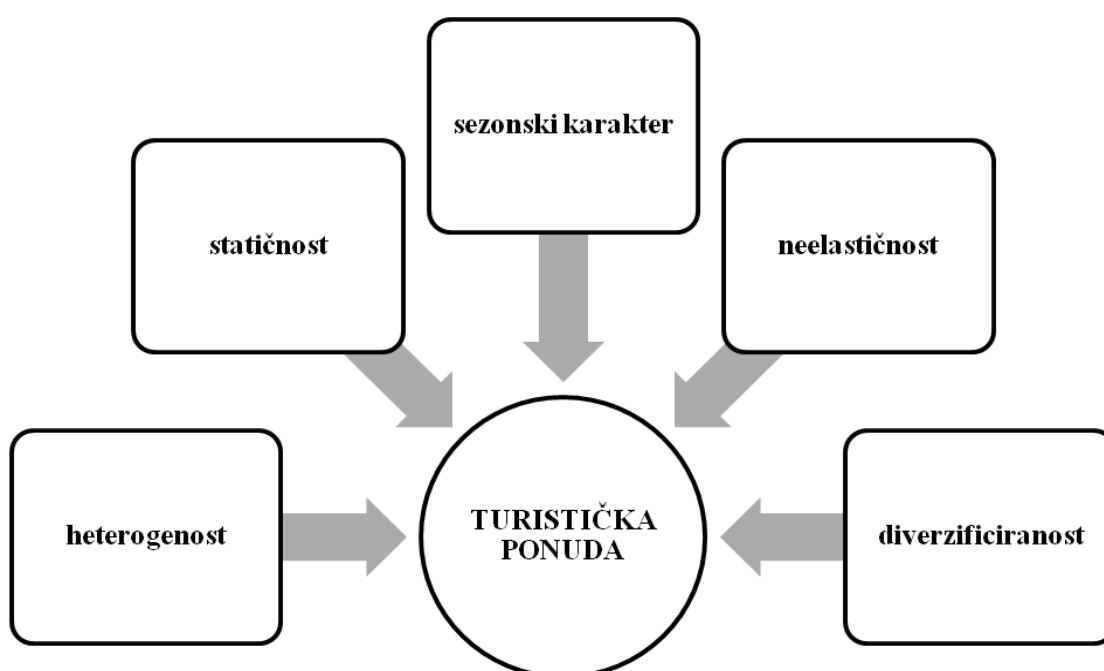 sezonski karakter
statičnost
neelastičnost
heterogenost
TURISTIČKA
PONUDA
diverzificiranost